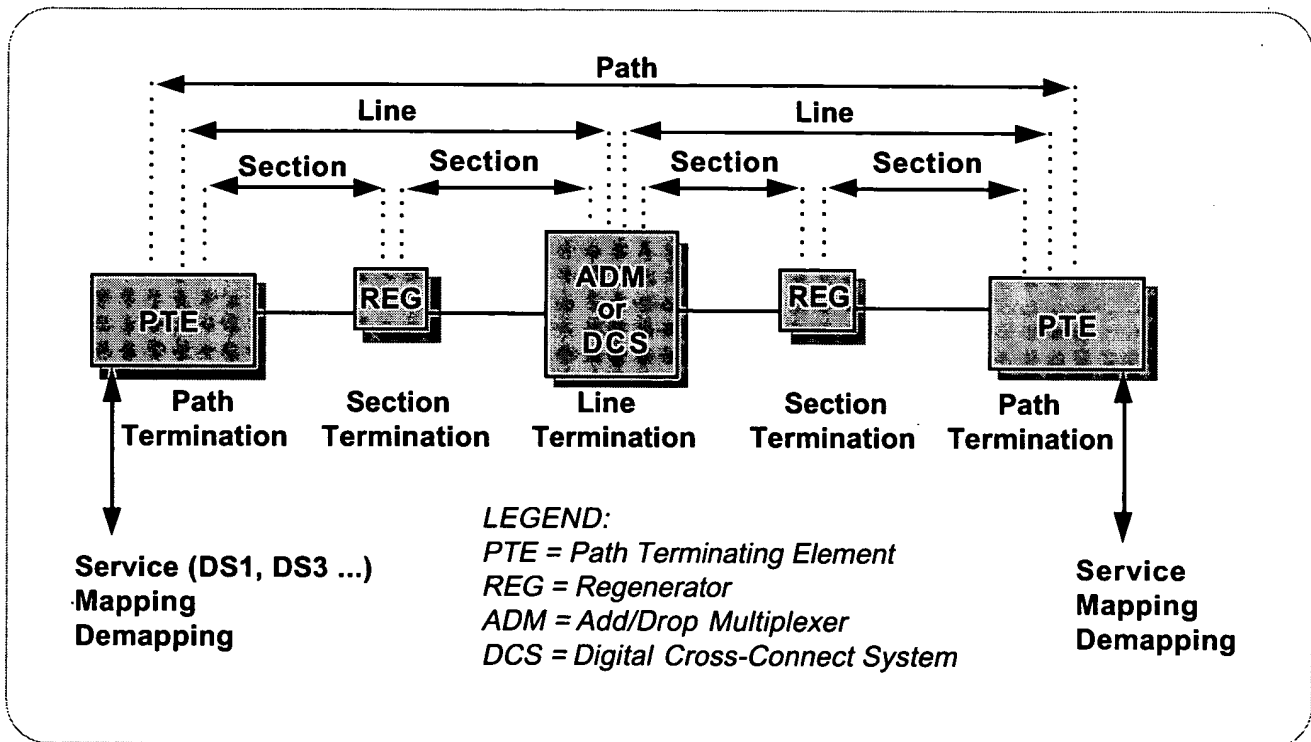 Path
Line
Line
Section
Section
Section
Section
PTE
REG
ADM
or
DCS
REG
PTE
Path
Termination
Section
Termination
Line
Termination
Section
Termination
Path
Termination
Service (DS1, DS3 ...)
Mapping
Demapping
LEGEND:
PTE = Path Terminating Element
REG = Regenerator
ADM = Add/Drop Multiplexer
DCS = Digital Cross-Connect System
Service
Mapping
Demapping